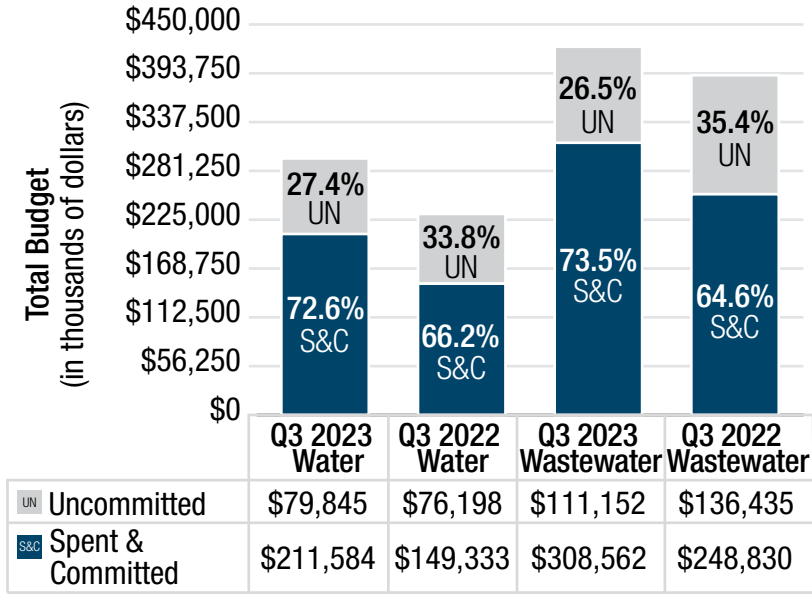 Total Budget
(in thousands of dollars)
$450,000
$393,750
$337,500
$281,250
$225,000
$168,750
$112,500
$56,250
$0
27.4%
UN
72.6%
S&C
33.8%
UN
66.2%
S&C
26.5%
UN
73.5%
S&C
35.4%
UN
64.6%
S&C
Q3 2023 Q3 2022 Q3 2023 Q3 2022
Water Water Wastewater Wastewater
UN Uncommitted $79,845 $76,198 $111,152 $136,435
S&C Spent &
Committed $211,584 $149,333 $308,562 $248,830